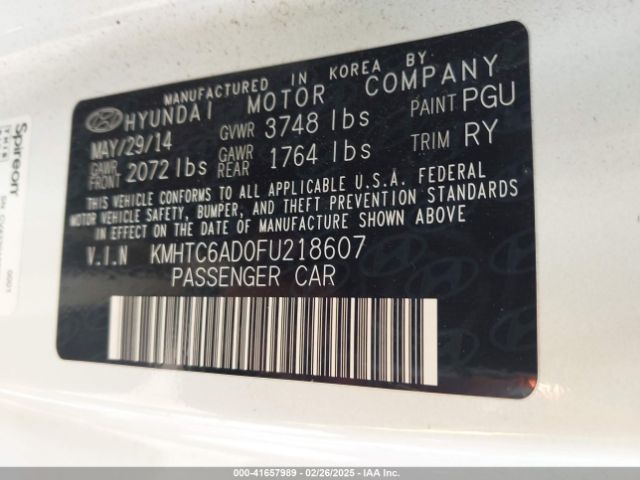 MANUFACTURED IN KOREA BY:
HYUNDAI MOTOR COMPANY
MAY/29/14 GVWR 3748 lbs PAINT PGU
GAWR FRONT 2072 lbs GAWR REAR 1764 lbs TRIM RY
THIS VEHICLE CONFORMS TO ALL APPLICABLE U.S.A. FEDERAL
MOTOR VEHICLE SAFETY, BUMPER, AND THEFT PREVENTION STANDARDS
IN EFFECT ON THE DATE OF MANUFACTURE SHOWN ABOVE.
V.I.N KMHTC6AD0FU218607
PASSENGER CAR
Spireon
000-41657989 - 02/26/2025 - IAA Inc.